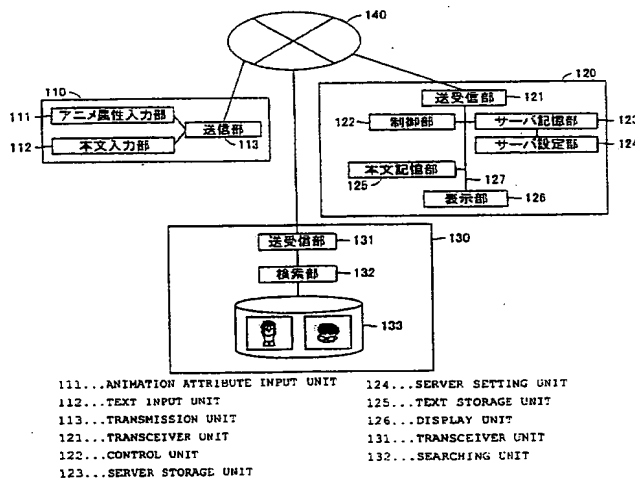 140
110
120
送受信部 121
111 アニメ属性入力部
送信部
113
112 本文入力部
122 制御部
サーバ記憶部 123
サーバ設定部 124
本文記憶部
125
127
表示部 126
送受信部 131
130
検索部 132
133
111...ANIMATION ATTRIBUTE INPUT UNIT
112...TEXT INPUT UNIT
113...TRANSMISSION UNIT
121...TRANSCEIVER UNIT
122...CONTROL UNIT
123...SERVER STORAGE UNIT
124...SERVER SETTING UNIT
125...TEXT STORAGE UNIT
126...DISPLAY UNIT
131...TRANSCEIVER UNIT
132...SEARCHING UNIT